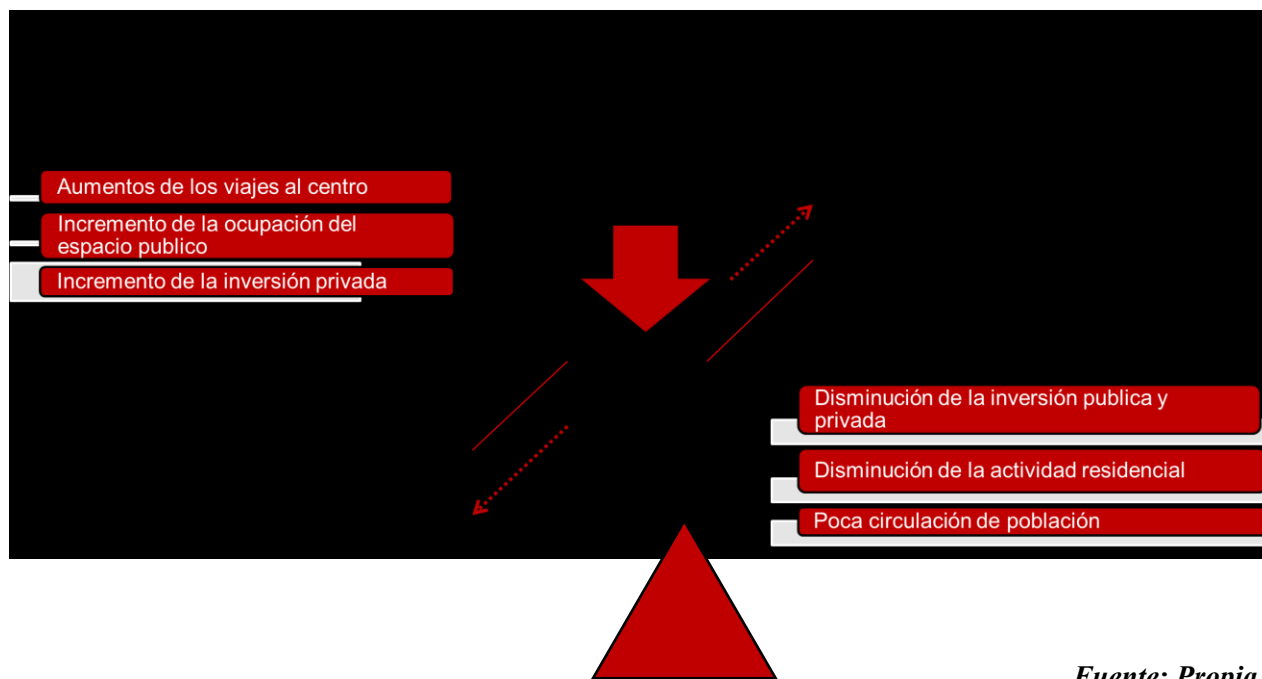 Aumentos de los viajes al centro
Incremento de la ocupación del
espacio publico
Incremento de la inversión privada
Disminución de la inversión publica y
privada
Disminución de la actividad residencial
Poca circulación de población
Fuente: Propia